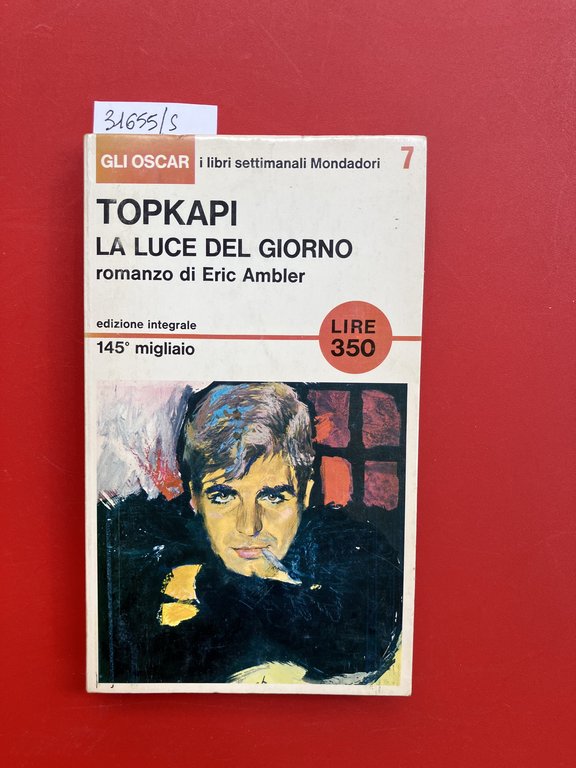 31655/S
GLI OSCAR i libri settimanali Mondadori 7
TOPKAPI
LA LUCE DEL GIORNO
romanzo di Eric Ambler
edizione integrale
145° migliaio
LIRE
350